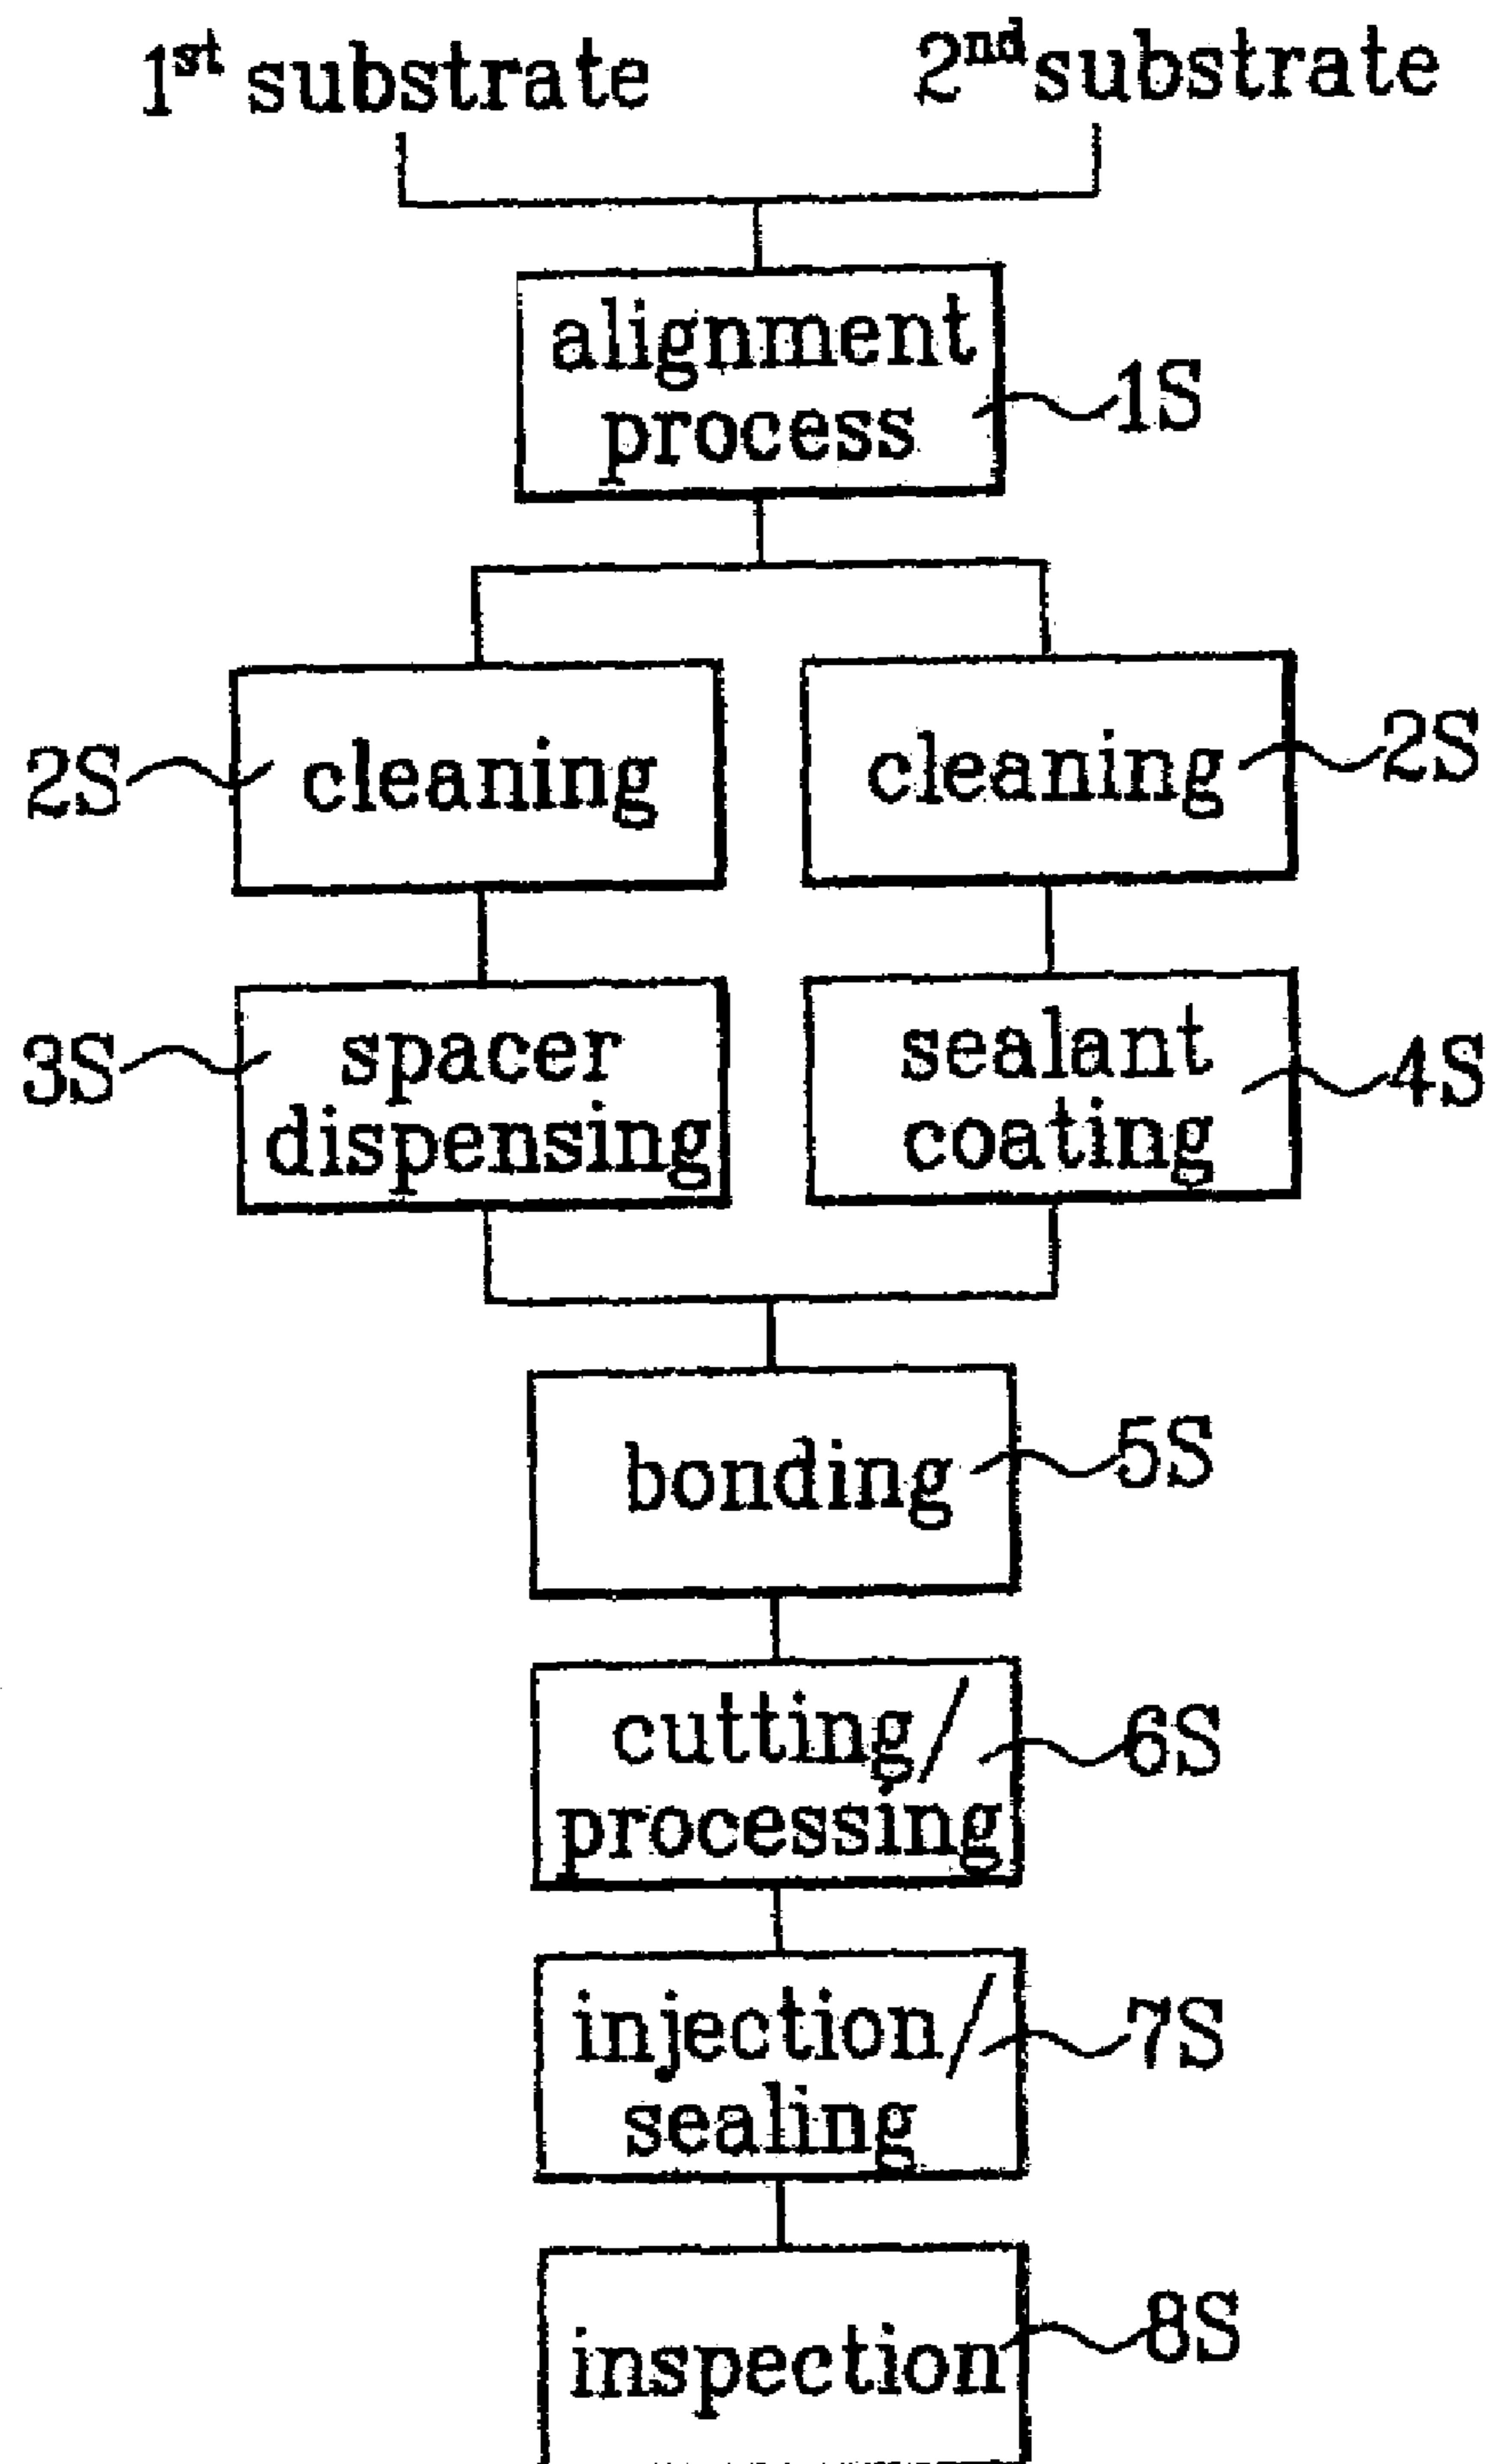 1st substrate
2nd substrate
alignment
process
1S
2S
cleaning
cleaning
2S
3S
spacer
dispensing
sealant
coating
4S
bonding
5S
cutting/
processing
6S
injection/
sealing
7S
inspection
8S